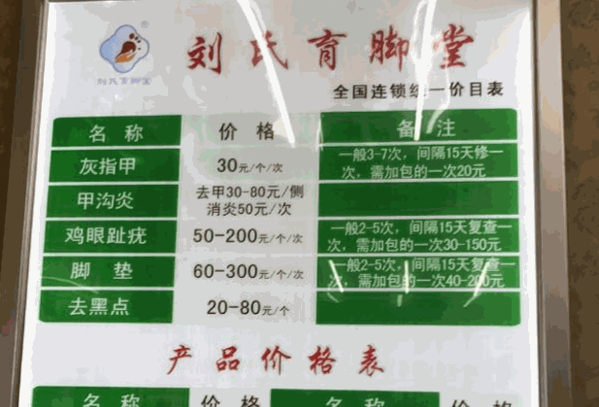 刘氏育脚堂
刘氏育脚堂
全国连锁统一价目表
名称 价格 备注
灰指甲 30元/个/次 一般3-7次，间隔15天修一
次，需加包的一次20元
甲沟炎 去甲30-80元/侧
消炎50元/次
鸡眼趾疣 50-200元/个/次 一般2-5次，间隔15天复查一
次，需加包的一次30-150元
脚垫 60-300元/个/次 一般2-5次，间隔15天复查一
次，需加包的一次40-200元
去黑点 20-80元/个
产品价格表
名称 价格 名称 价格